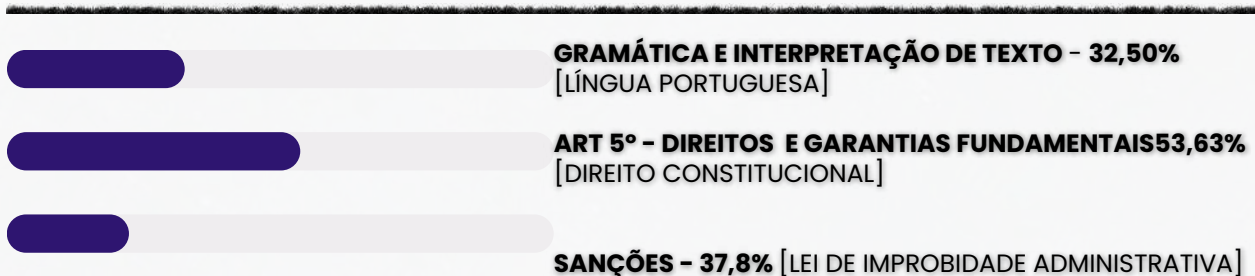 GRAMÁTICA E INTERPRETAÇÃO DE TEXTO - 32,50%
[LÍNGUA PORTUGUESA]
ART 5º - DIREITOS E GARANTIAS FUNDAMENTAIS53,63%
[DIREITO CONSTITUCIONAL]
SANÇÕES - 37,8% [LEI DE IMPROBIDADE ADMINISTRATIVA]